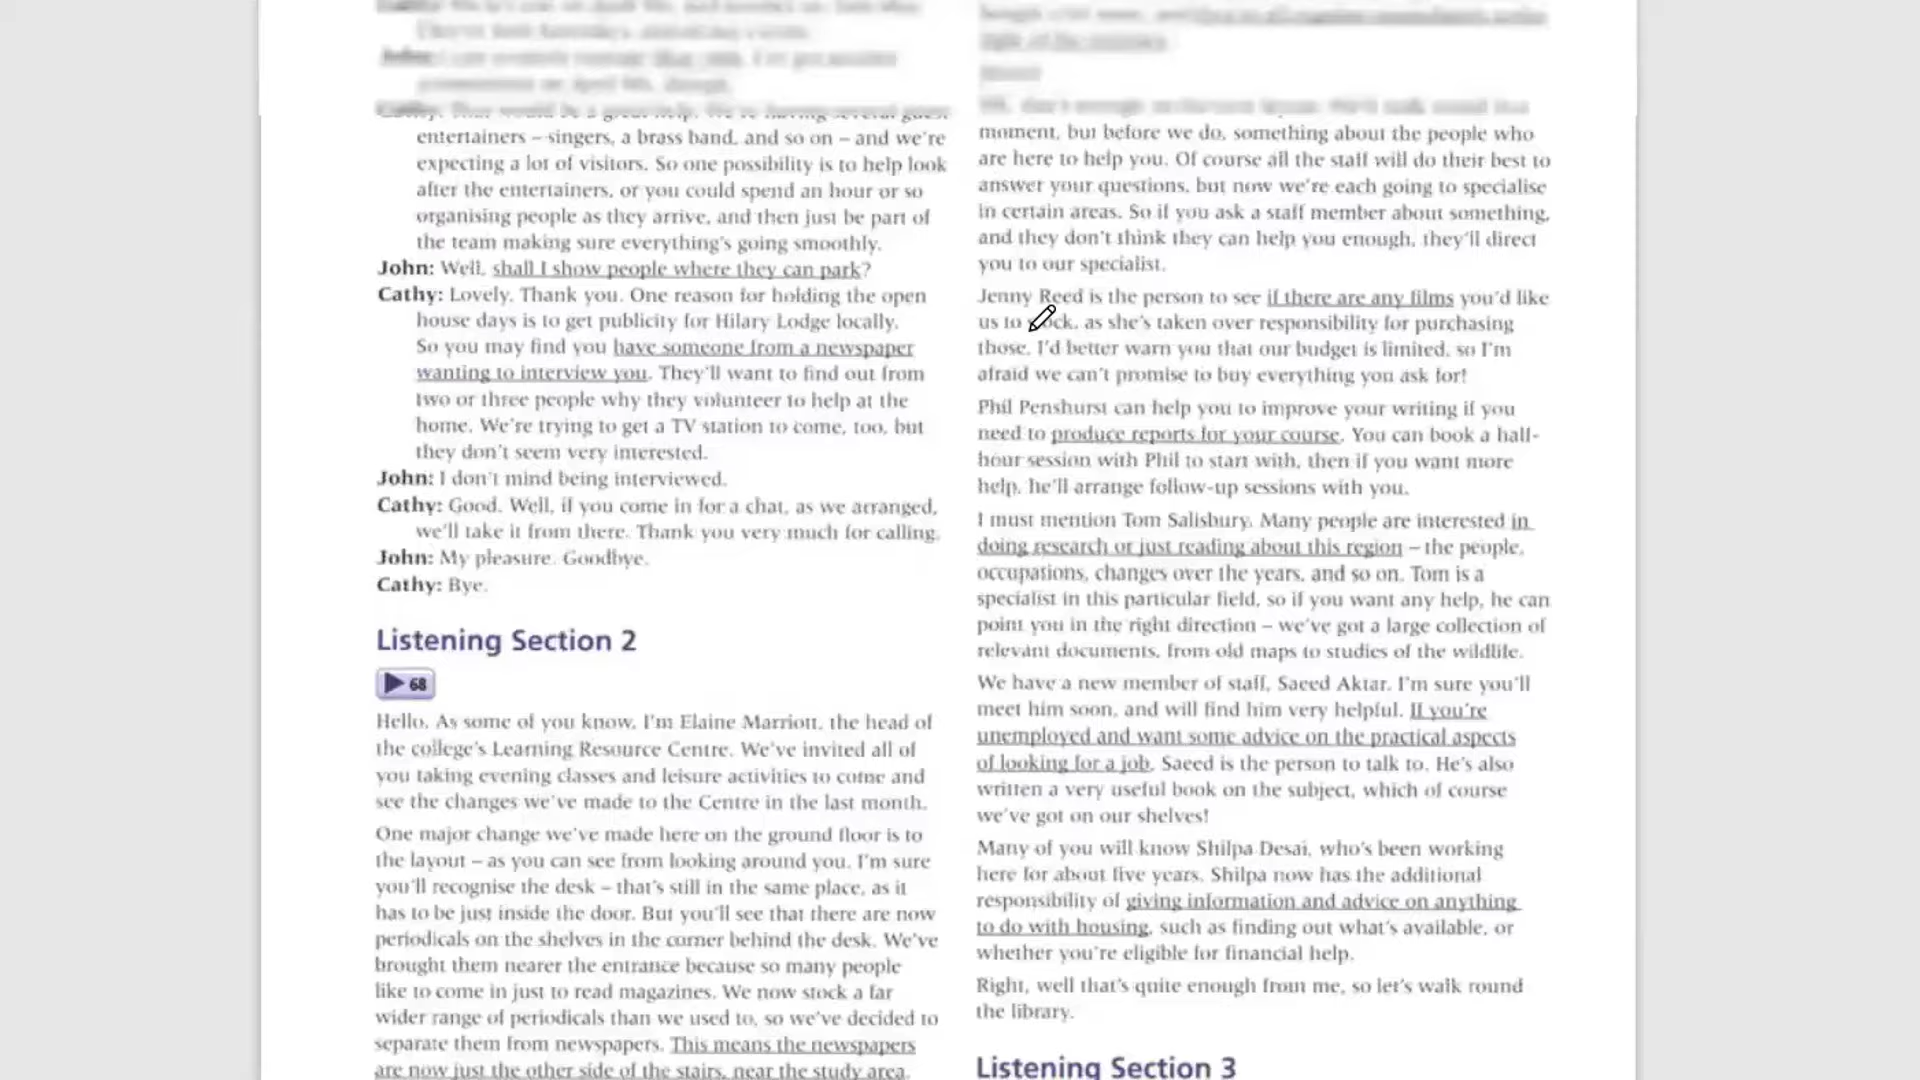 entertainers – singers, a brass band, and so on – and we're
expecting a lot of visitors. So one possibility is to help look
after the entertainers, or you could spend an hour or so
organising people as they arrive, and then just be part of
the team making sure everything's going smoothly.
John: Well, shall I show people where they can park?
Cathy: Lovely. Thank you. One reason for holding the open
house days is to get publicity for Hilary Lodge locally.
So you may find you have someone from a newspaper
wanting to interview you. They'll want to find out from
two or three people why they volunteer to help at the
home. We're trying to get a TV station to come, too, but
they don't seem very interested.
John: I don't mind being interviewed.
Cathy: Good. Well, if you come in for a chat, as we arranged,
we'll take it from there. Thank you very much for calling.
John: My pleasure. Goodbye.
Cathy: Bye.
Listening Section 2
68
Hello. As some of you know, I'm Elaine Marriott, the head of
the college's Learning Resource Centre. We've invited all of
you taking evening classes and leisure activities to come and
see the changes we've made to the Centre in the last month.
One major change we've made here on the ground floor is to
the layout – as you can see from looking around you. I'm sure
you'll recognise the desk – that's still in the same place, as it
has to be just inside the door. But you'll see that there are now
periodicals on the shelves in the corner behind the desk. We've
brought them nearer the entrance because so many people
like to come in just to read magazines. We now stock a far
wider range of periodicals than we used to, so we've decided to
separate them from newspapers. This means the newspapers
are now just the other side of the stairs, near the study area.
moment, but before we do, something about the people who
are here to help you. Of course all the staff will do their best to
answer your questions, but now we're each going to specialise
in certain areas. So if you ask a staff member about something,
and they don't think they can help you enough, they'll direct
you to our specialist.
Jenny Reed is the person to see if there are any films you'd like
us to stock, as she's taken over responsibility for purchasing
those. I'd better warn you that our budget is limited, so I'm
afraid we can't promise to buy everything you ask for!
Phil Penshurst can help you to improve your writing if you
need to produce reports for your course. You can book a half-
hour session with Phil to start with, then if you want more
help, he'll arrange follow-up sessions with you.
I must mention Tom Salisbury. Many people are interested in
doing research or just reading about this region – the people,
occupations, changes over the years, and so on. Tom is a
specialist in this particular field, so if you want any help, he can
point you in the right direction – we've got a large collection of
relevant documents, from old maps to studies of the wildlife.
We have a new member of staff, Saeed Aktar. I'm sure you'll
meet him soon, and will find him very helpful. If you're
unemployed and want some advice on the practical aspects
of looking for a job, Saeed is the person to talk to. He's also
written a very useful book on the subject, which of course
we've got on our shelves!
Many of you will know Shilpa Desai, who's been working
here for about five years. Shilpa now has the additional
responsibility of giving information and advice on anything
to do with housing, such as finding out what's available, or
whether you're eligible for financial help.
Right, well that's quite enough from me, so let's walk round
the library.
Listening Section 3